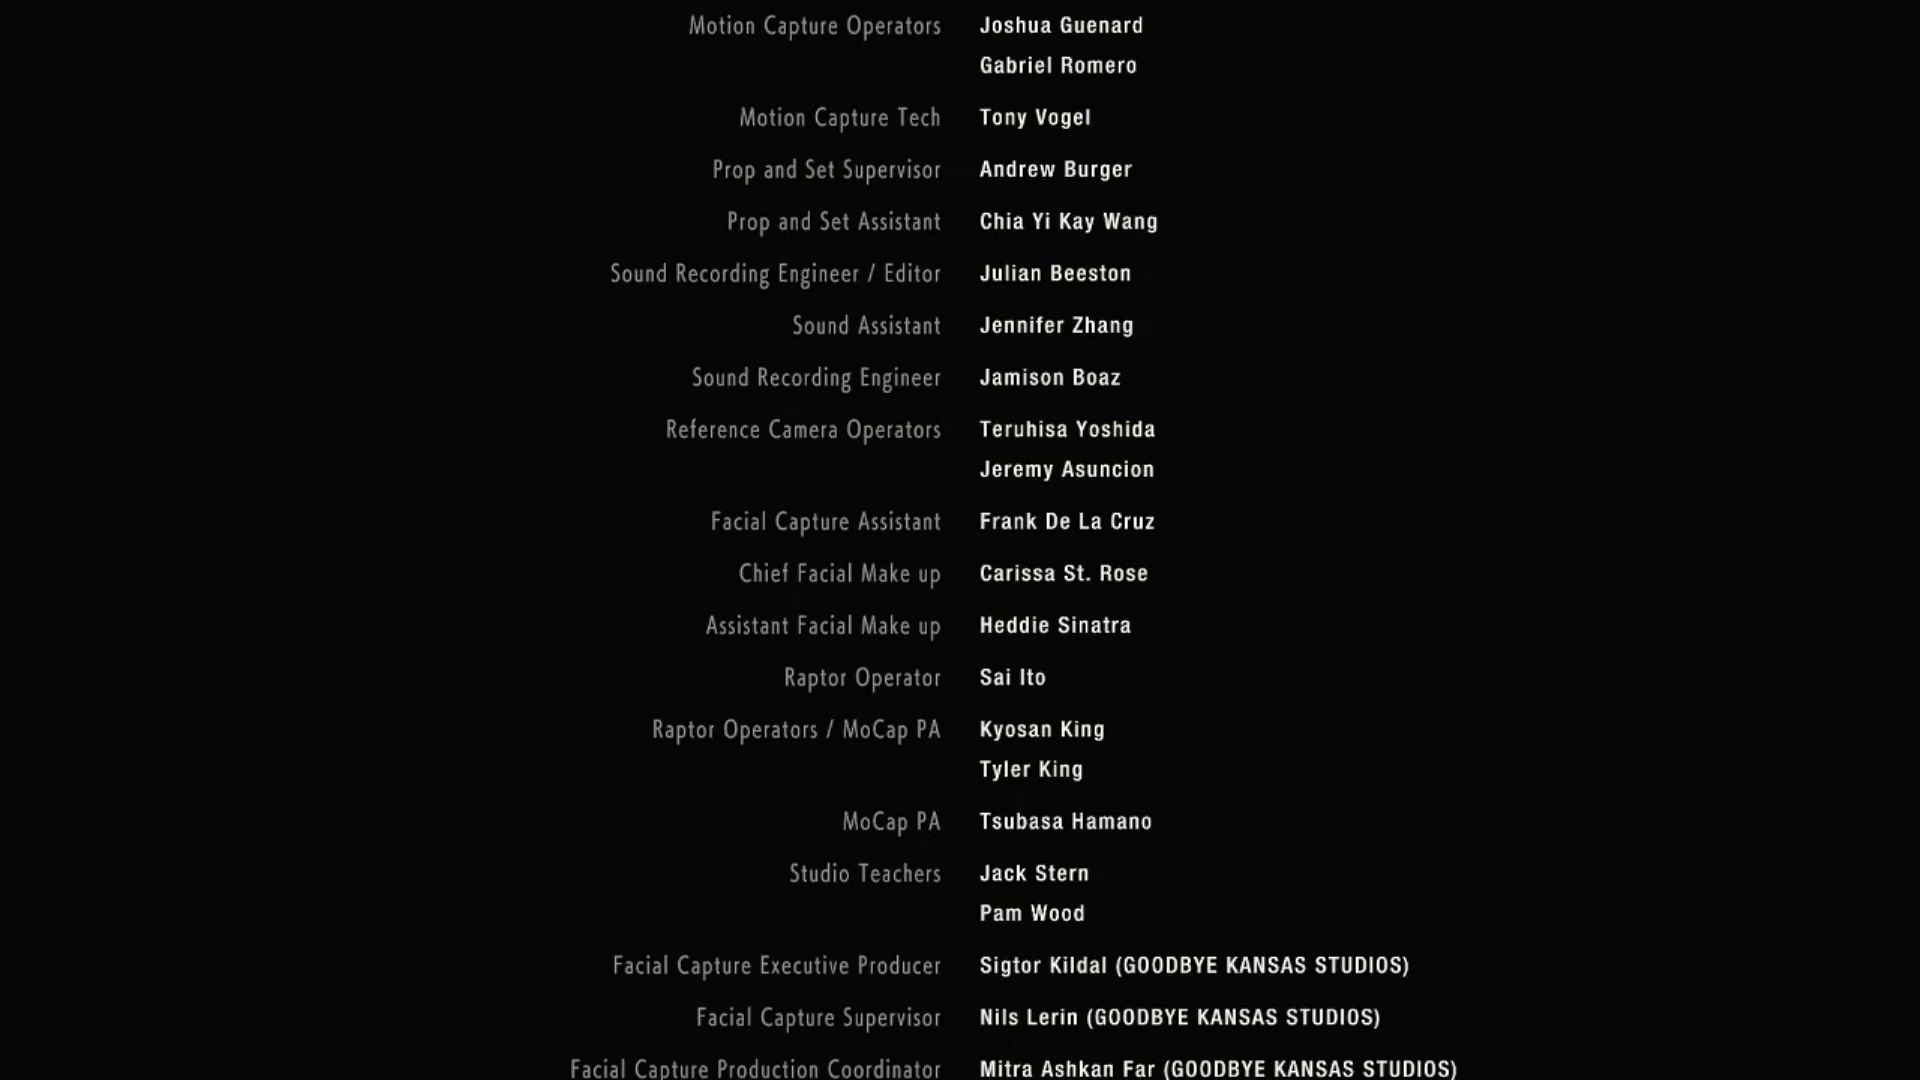 Motion Capture Operators Joshua Guenard
Gabriel Romero
Motion Capture Tech Tony Vogel
Prop and Set Supervisor Andrew Burger
Prop and Set Assistant Chia Yi Kay Wang
Sound Recording Engineer / Editor Julian Beeston
Sound Assistant Jennifer Zhang
Sound Recording Engineer Jamison Boaz
Reference Camera Operators Teruhisa Yoshida
Jeremy Asuncion
Facial Capture Assistant Frank De La Cruz
Chief Facial Make up Carissa St. Rose
Assistant Facial Make up Heddie Sinatra
Raptor Operator Sai Ito
Raptor Operators / MoCap PA Kyosan King
Tyler King
MoCap PA Tsubasa Hamano
Studio Teachers Jack Stern
Pam Wood
Facial Capture Executive Producer Sigtor Kildal (GOODBYE KANSAS STUDIOS)
Facial Capture Supervisor Nils Lerin (GOODBYE KANSAS STUDIOS)
Facial Capture Production Coordinator Mitra Ashkan Far (GOODBYE KANSAS STUDIOS)